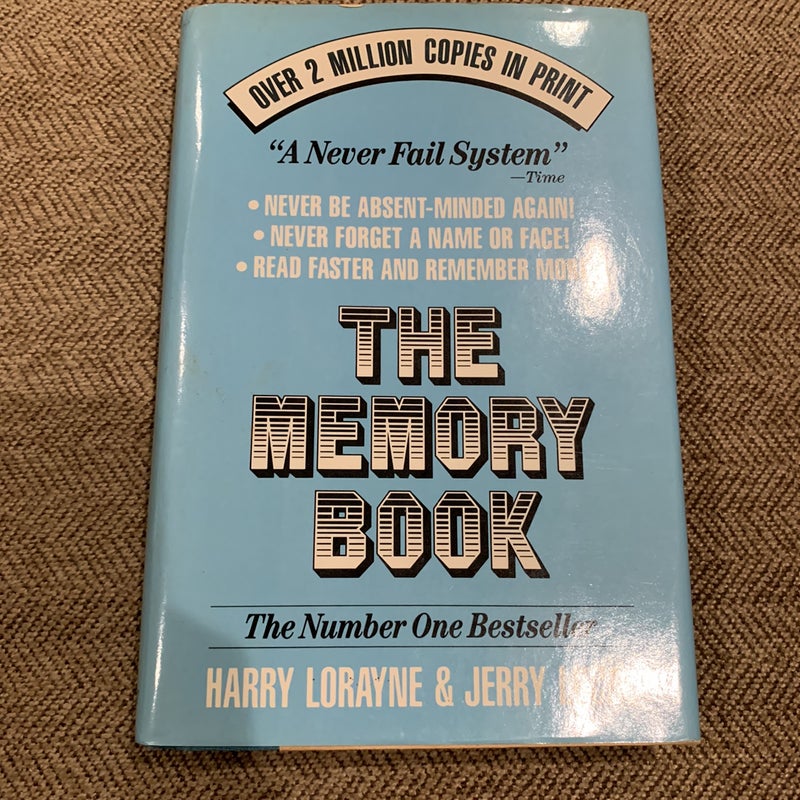 OVER 2 MILLION COPIES IN PRINT
“A Never Fail System”
—Time
• NEVER BE ABSENT-MINDED AGAIN!
• NEVER FORGET A NAME OR FACE!
• READ FASTER AND REMEMBER
THE
MEMORY
BOOK
The Number One Bestseller
HARRY LORAYNE & JERRY